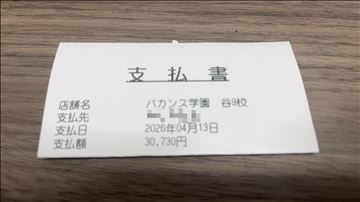 支払書
店舗名 バカンス学園 谷9校
支払先
支払日 2026年04月13日
支払額 30,730円